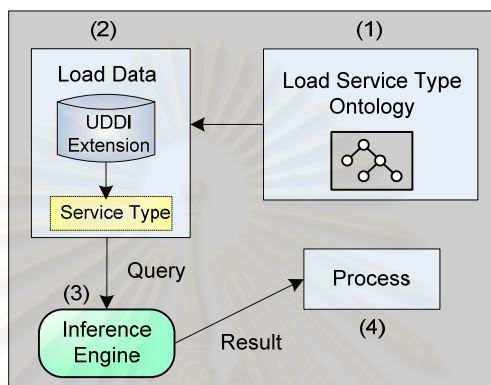 (2)
(1)
Load Data
UDDI
Extension
Service Type
Load Service Type
Ontology
Query
(3)
Inference
Engine
Result
Process
(4)